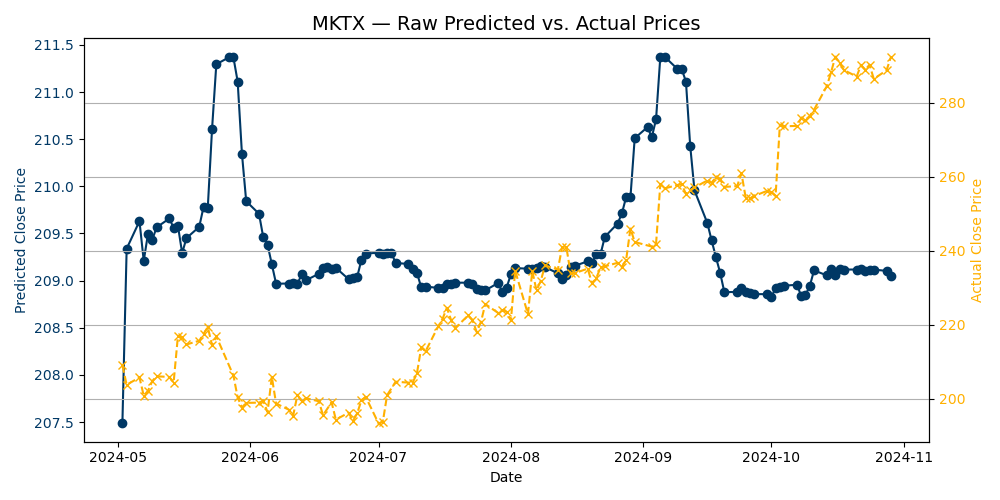 MKTX — Raw Predicted vs. Actual Prices
211.5
211.0
210.5
210.0
209.5
209.0
208.5
208.0
207.5
Predicted Close Price
280
260
240
220
200
Actual Close Price
2024-05 2024-06 2024-07 2024-08 2024-09 2024-10 2024-11
Date